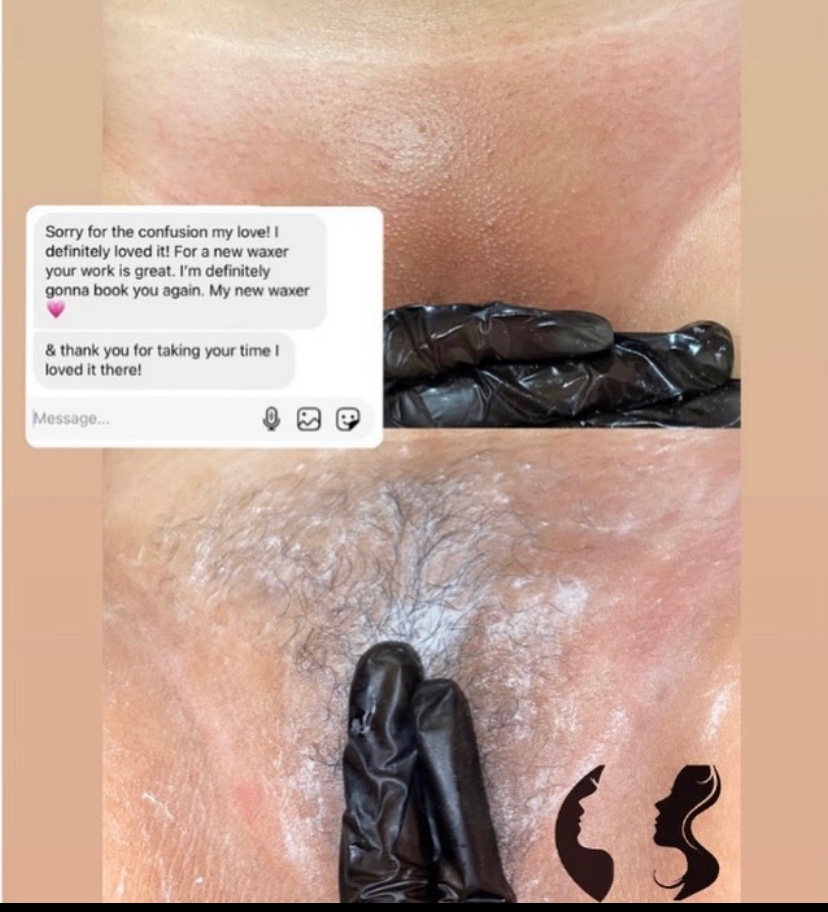 Sorry for the confusion my love! I
definitely loved it! For a new waxer
your work is great. I'm definitely
gonna book you again. My new waxer
💗
& thank you for taking your time I
loved it there!
Message...